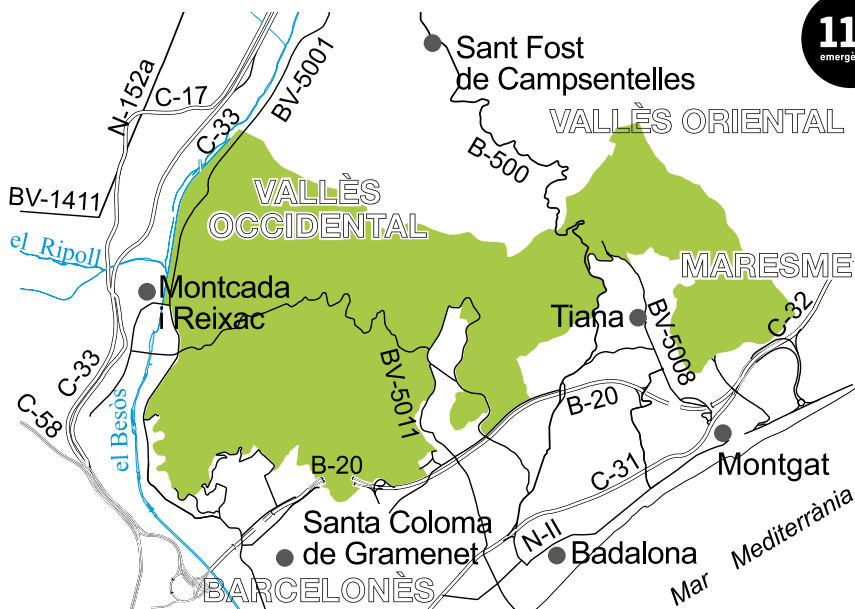 11
emergè
Sant Fost
de Campsentelles
N-152a
C-17
C-33
BV-5001
VALLÈS ORIENTAL
B-500
BV-1411
VALLÈS
OCCIDENTAL
el Ripoll
MARESME
Montcada
i Reixac
Tiana
BV-5008
C-32
C-33
BV-5011
C-58
el Besòs
B-20
B-20
C-31
Montgat
Santa Coloma
de Gramenet
N-II
Badalona
BARCELONÈS
Mar Mediterrània